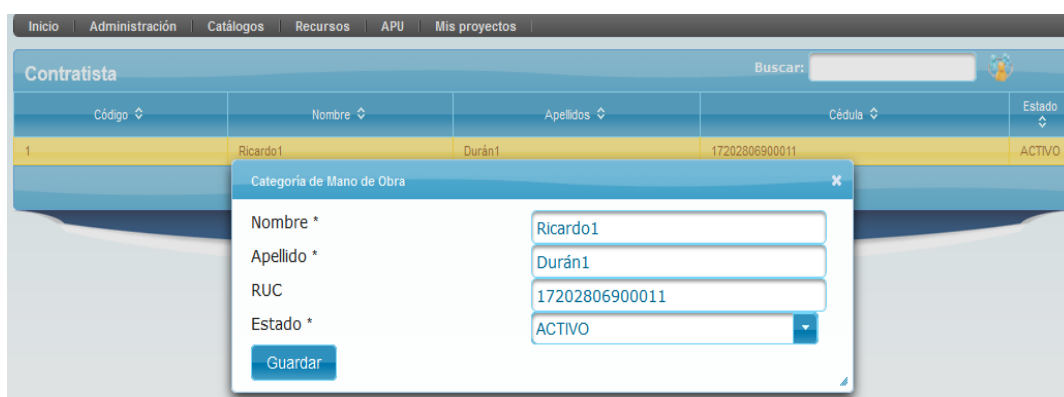 Inicio Administración Catálogos Recursos APU Mis proyectos
Contratista Buscar:
Código Nombre Apellidos Cédula Estado
1 Ricardo1 Durán1 17202806900011 ACTIVO
Categoría de Mano de Obra
Nombre * Ricardo1
Apellido * Durán1
RUC 17202806900011
Estado * ACTIVO
Guardar